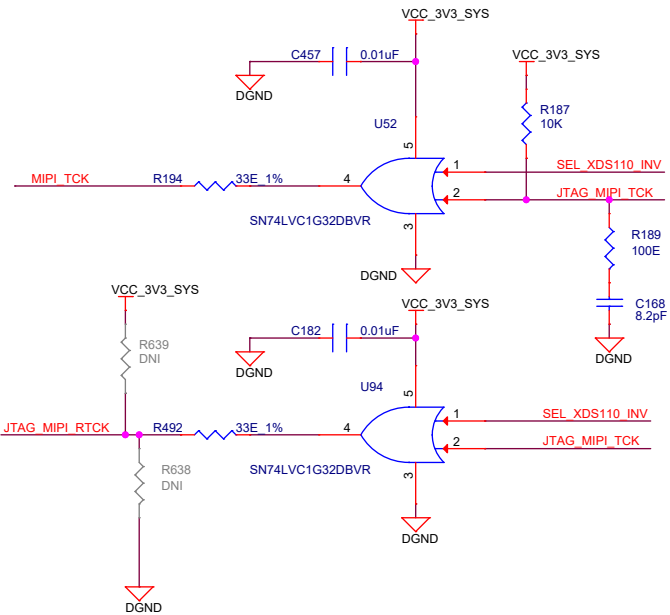 VCC_3V3_SYS
C457 0.01uF
VCC_3V3_SYS
DGND
R187
10K
U52
5
1 SEL_XDS110_INV
MIPI_TCK R194 33E_1% 4
2 JTAG_MIPI_TCK
SN74LVC1G32DBVR 3
R189
100E
DGND
VCC_3V3_SYS
VCC_3V3_SYS
C168
8.2pF
C182 0.01uF
R639
DNI
DGND
DGND
U94
5
1 SEL_XDS110_INV
JTAG_MIPI_RTCK R492 33E_1% 4
2 JTAG_MIPI_TCK
SN74LVC1G32DBVR 3
R638
DNI
DGND
DGND